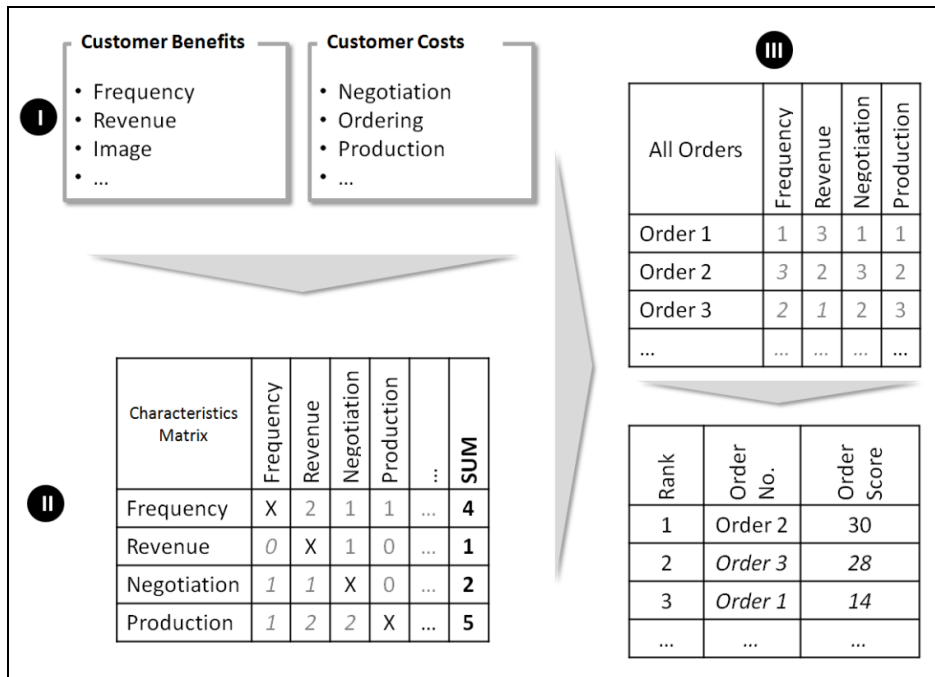 Customer Benefits
• Frequency
• Revenue
• Image
• ...
Customer Costs
• Negotiation
• Ordering
• Production
• ...
I
II
Characteristics Matrix Frequency Revenue Negotiation Production ... SUM
Frequency X 2 1 1 ... 4
Revenue 0 X 1 0 ... 1
Negotiation 1 1 X 0 ... 2
Production 1 2 2 X ... 5
III
All Orders Frequency Revenue Negotiation Production
Order 1 1 3 1 1
Order 2 3 2 3 2
Order 3 2 1 2 3
... ... ... ... ...
Rank Order No. Order Score
1 Order 2 30
2 Order 3 28
3 Order 1 14
... ... ...